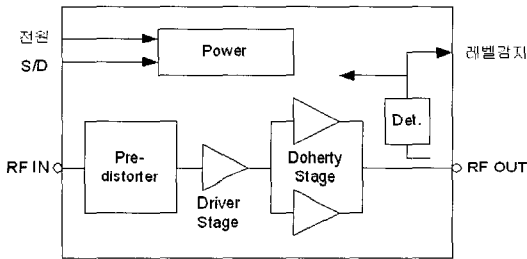 전원
S/D
Power
레벨감지
Det.
RF IN
Pre-
distorter
Driver
Stage
Doherty
Stage
RF OUT